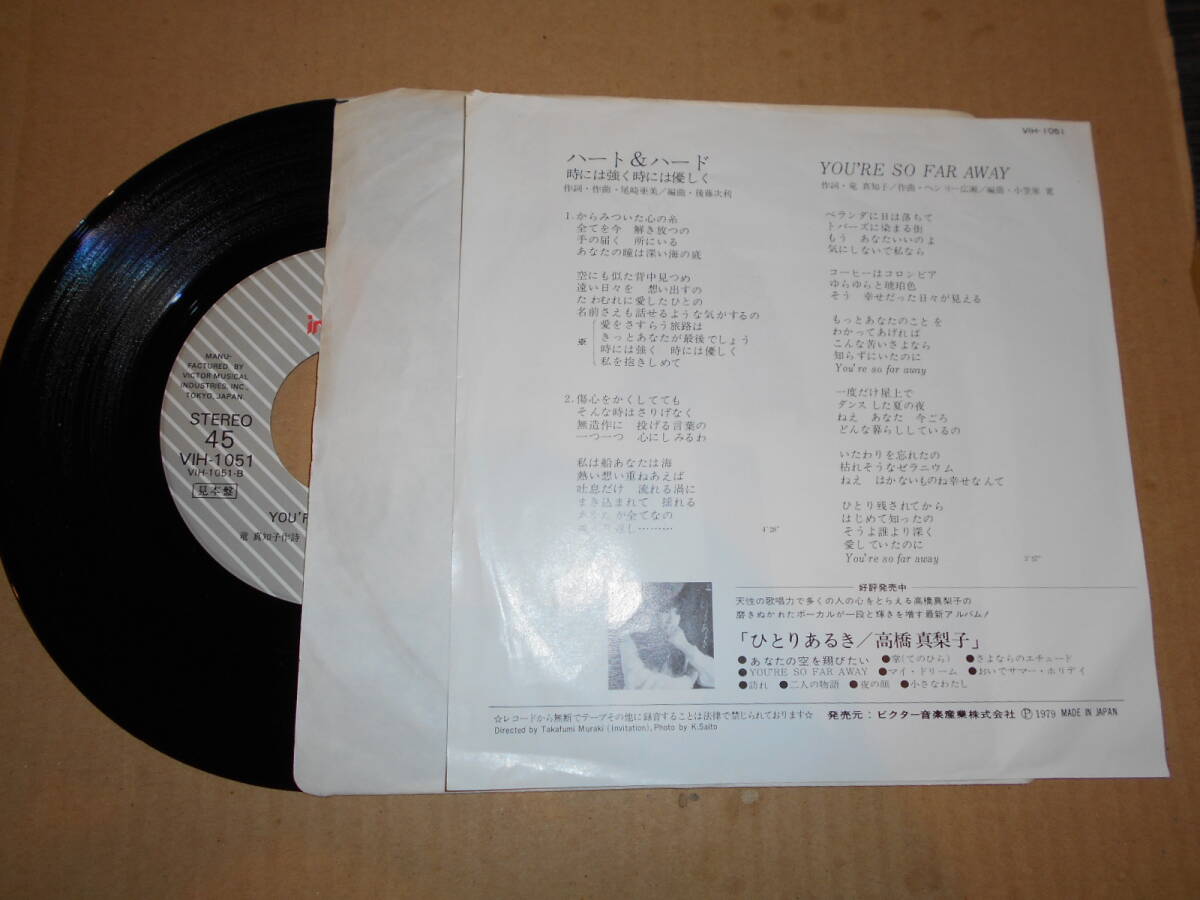 in
MANU-
FACTURED BY
VICTOR MUSICAL
INDUSTRIES, INC.,
TOKYO, JAPAN
STEREO
45
VIH-1051
VIH-1051-B
見本盤
YOU'R
竜 真知子作詩
VIH-1051
ハート&ハード
時には強く時には優しく
作詞・作曲・尾崎亜美/編曲・後藤次利
1.からみついた心の糸
全てを今 解き放つの
手の届く 所にいる
あなたの瞳は深い海の底
空にも似た背中見つめ
遠い日々を 想い出すの
たわむれに愛したひとの
名前さえも話せるような気がするの
愛をさすらう旅路は
※ きっとあなたが最後でしょう
時には強く 時には優しく
私を抱きしめて
2.傷心をかくしてても
そんな時はさりげなく
無造作に 投げる言葉の
一つ一つ 心にしみるわ
私は船あなたは海
熱い想い重ねあえば
吐息だけ 流れる渦に
まき込まれて 揺れる
あなたが全てなの
し………
4'28"
YOU'RE SO FAR AWAY
作詞・竜 真知子/作曲・ヘンリー広瀬/編曲・小笠原 寛
ベランダに日は落ちて
トパーズに染まる街
もう あなたいいのよ
気にしないで私なら
コーヒーはコロンビア
ゆらゆらと琥珀色
そう 幸せだった日々が見える
もっとあなたのことを
わかってあげれば
こんな苦いさよなら
知らずにいたのに
You're so far away
一度だけ屋上で
ダンスした夏の夜
ねえ あなた 今ごろ
どんな暮らししているの
いたわりを忘れたの
枯れそうなゼラニウム
ねえ はかないものね幸せなんて
ひとり残されてから
はじめて知ったの
そうよ誰より深く
愛していたのに
You're so far away
3'57"
好評発売中
天性の歌唱力で多くの人の心をとらえる高橋真梨子の
磨きぬかれたボーカルが一段と輝きを増す最新アルバム!
「ひとりあるき/高橋真梨子」
●あなたの空を翔びたい ●掌(てのひら) ●さよならのエチュード
●YOU'RE SO FAR AWAY ●マイ・ドリーム ●おいでサマー・ホリデイ
●訪れ ●二人の物語 ●夜の顔 ●小さなわたし
☆レコードから無断でテープその他に録音することは法律で禁じられております☆ 発売元:ビクター音楽産業株式会社 Ⓟ1979 MADE IN JAPAN
Directed by Takafumi Muraki (Invitation), Photo by K.Saito